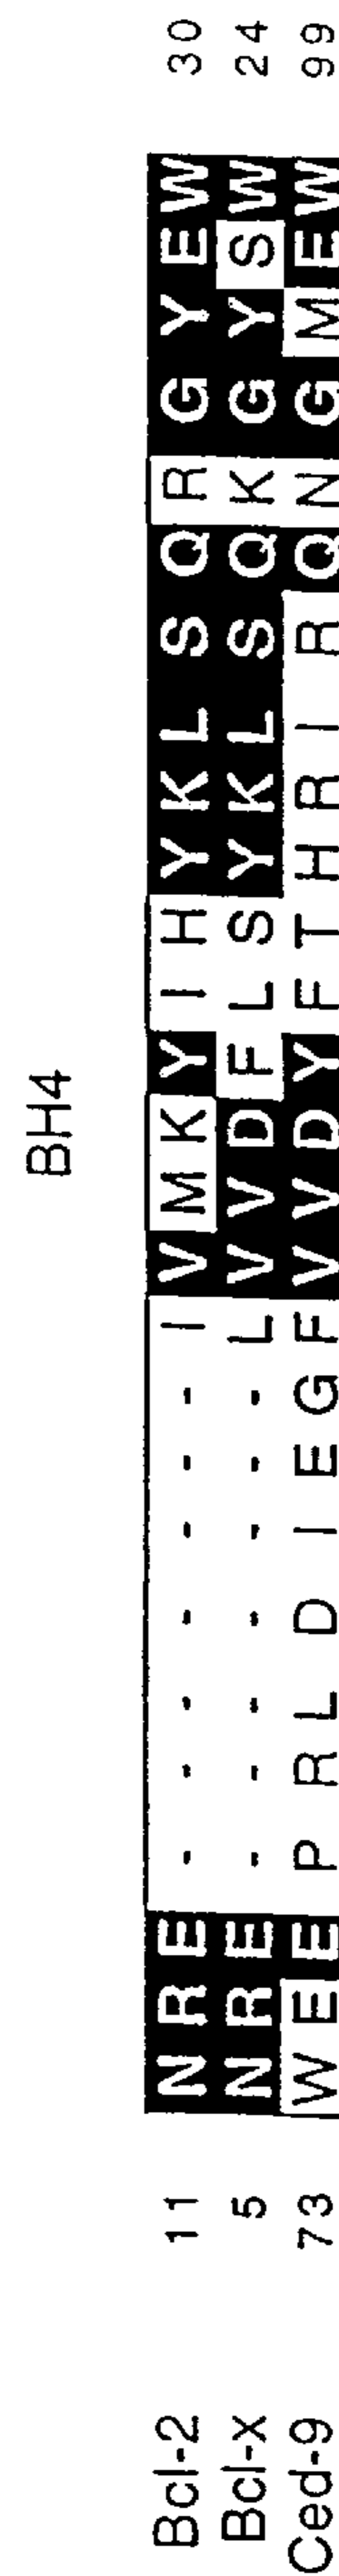 BH4
Bcl-2 11 N R E - - - - - - - I V M K Y I H Y K L S Q R G Y E W 30
Bcl-X 5 N R E - - - - - - - L V V D F L S Y K L S Q K G Y S W 24
Ced-9 73 W E E P R L D I E G F V V D Y F T H R I R Q N G M E W 99